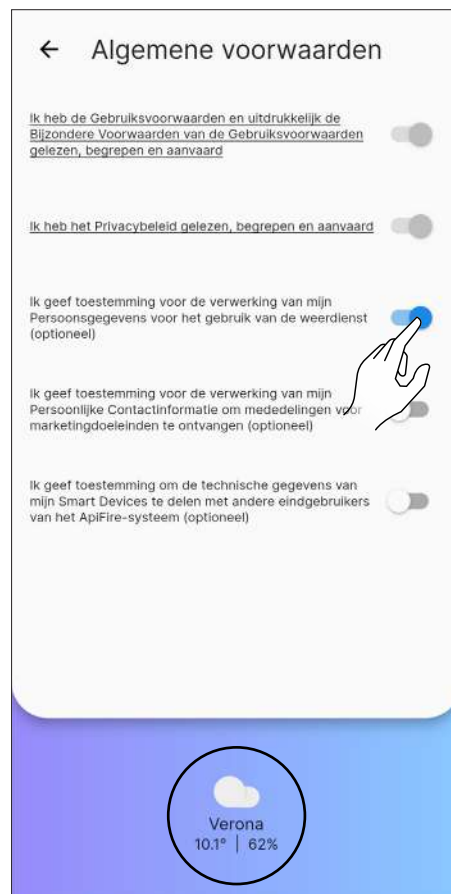 Algemene voorwaarden
Ik heb de Gebruiksvoorwaarden en uitdrukkelijk de
Bijzondere Voorwaarden van de Gebruiksvoorwaarden
gelezen, begrepen en aanvaard
Ik heb het Privacybeleid gelezen, begrepen en aanvaard
Ik geef toestemming voor de verwerking van mijn
Persoonsgegevens voor het gebruik van de weerdienst
(optioneel)
Ik geef toestemming voor de verwerking van mijn
Persoonlijke Contactinformatie om mededelingen voor
marketingdoeleinden te ontvangen (optioneel)
Ik geef toestemming om de technische gegevens van
mijn Smart Devices te delen met andere eindgebruikers
van het ApiFire-systeem (optioneel)
Verona
10.1° | 62%